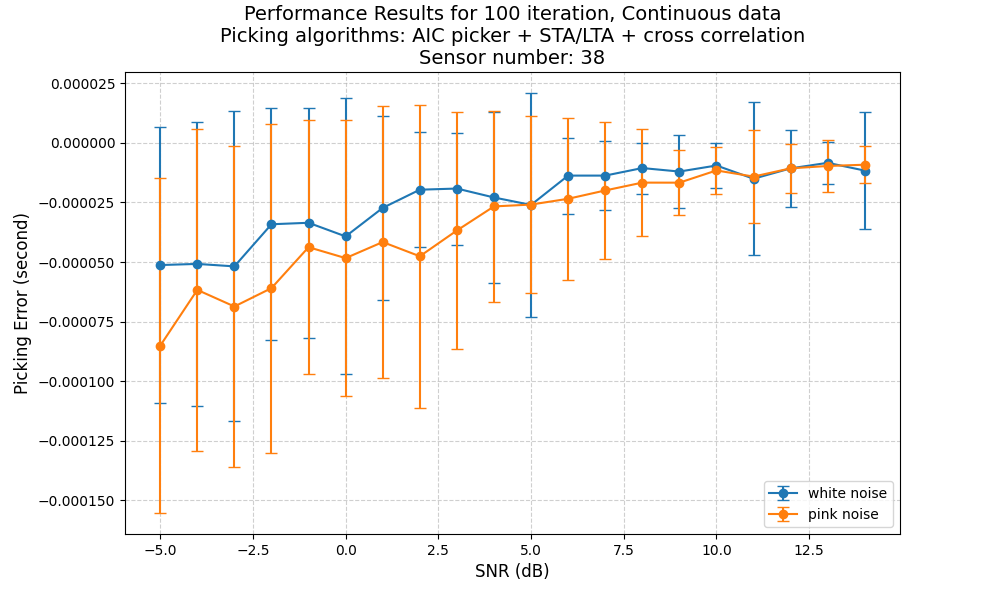 Performance Results for 100 iteration, Continuous data
Picking algorithms: AIC picker + STA/LTA + cross correlation
Sensor number: 38
0.000025
0.000000
−0.000025
−0.000050
−0.000075
−0.000100
−0.000125
−0.000150
Picking Error (second)
white noise
pink noise
−5.0 −2.5 0.0 2.5 5.0 7.5 10.0 12.5
SNR (dB)